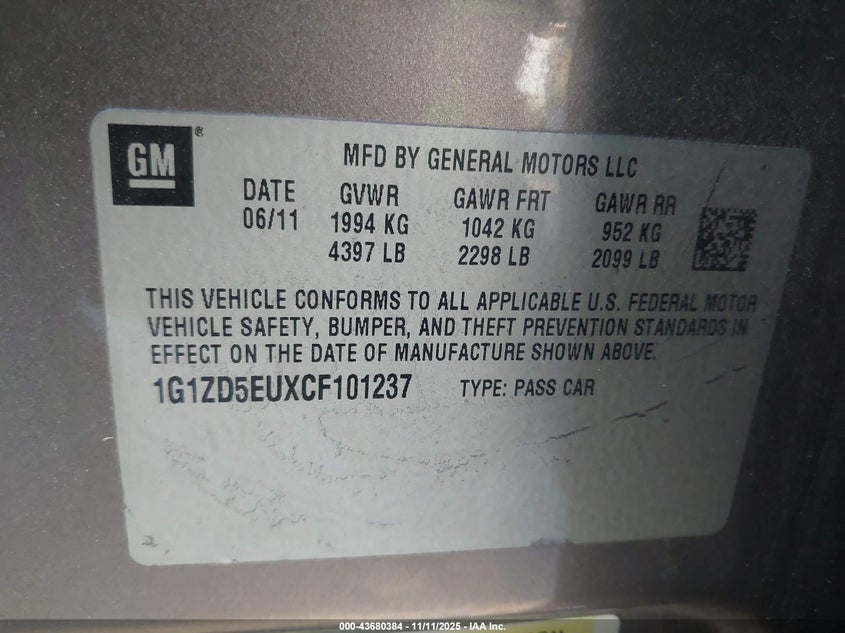 GM ®
MFD BY GENERAL MOTORS LLC
DATE GVWR GAWR FRT GAWR RR
06/11 1994 KG 1042 KG 952 KG
4397 LB 2298 LB 2099 LB
THIS VEHICLE CONFORMS TO ALL APPLICABLE U.S. FEDERAL MOTOR
VEHICLE SAFETY, BUMPER, AND THEFT PREVENTION STANDARDS IN
EFFECT ON THE DATE OF MANUFACTURE SHOWN ABOVE.
1G1ZD5EUXCF101237 TYPE: PASS CAR
000-43680384 - 11/11/2025 - IAA Inc.